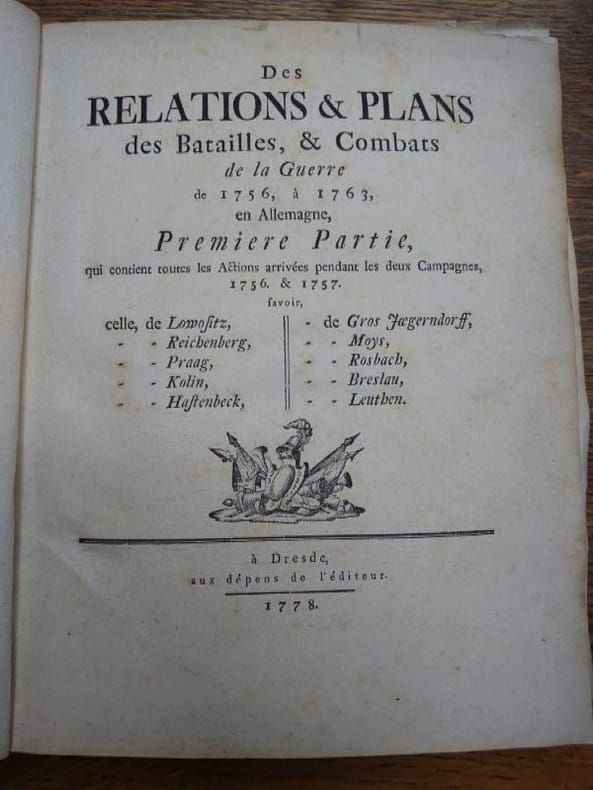 Des
RELATIONS & PLANS
des Batailles, & Combats
de la Guerre
de 1756, à 1763,
en Allemagne,
Premiere Partie,
qui contient toutes les Actions arrivées pendant les deux Campagnes,
1756. & 1757.
ſavoir,
celle, de Lowoſitz,
- - Reichenberg,
- - Praag,
- - Kolin,
- - Haſtenbeck,
- de Gros Jœgerndorff,
- - Moys,
- - Rosbach,
- - Breslau,
- - Leuthen.
à Dresde,
aux dépens de l'éditeur.
1778.